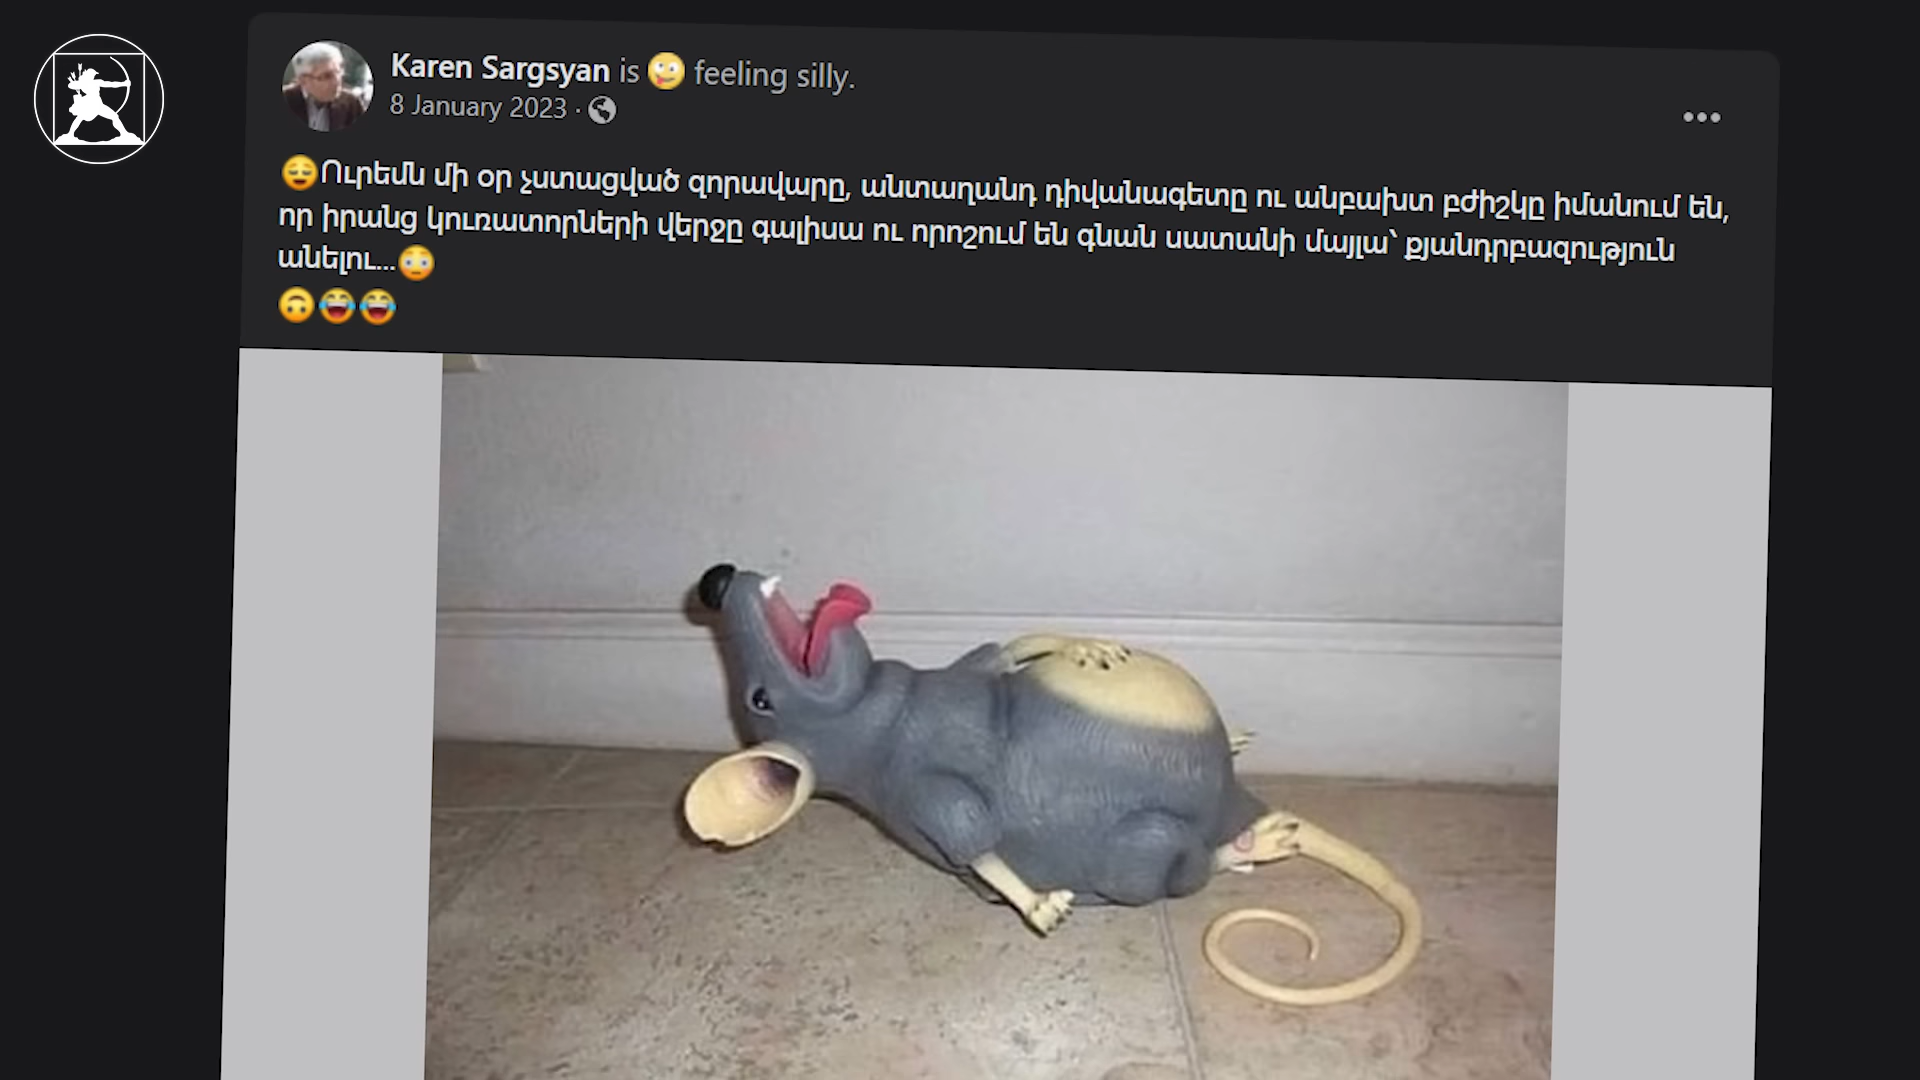 Karen Sargsyan is 🤪 feeling silly.
8 January 2023 ·
😌Ուրեմն մի օր չստացված զորավարը, անտաղանդ դիվանագետը ու անբախտ բժիշկը իմանում են,
որ իրանց կուռատորների վերջը գալիսա ու որոշում են գնան սատանի մայլա՝ քյանդրբազություն
անելու...😳
🙃😂😂